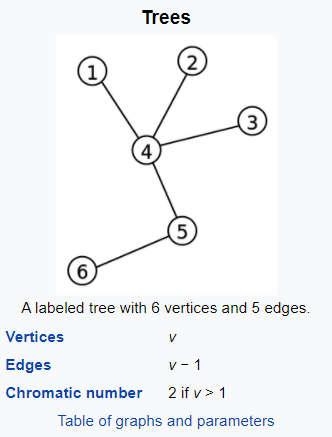 Trees
1
2
3
4
5
6
A labeled tree with 6 vertices and 5 edges.
Vertices v
Edges v − 1
Chromatic number 2 if v > 1
Table of graphs and parameters